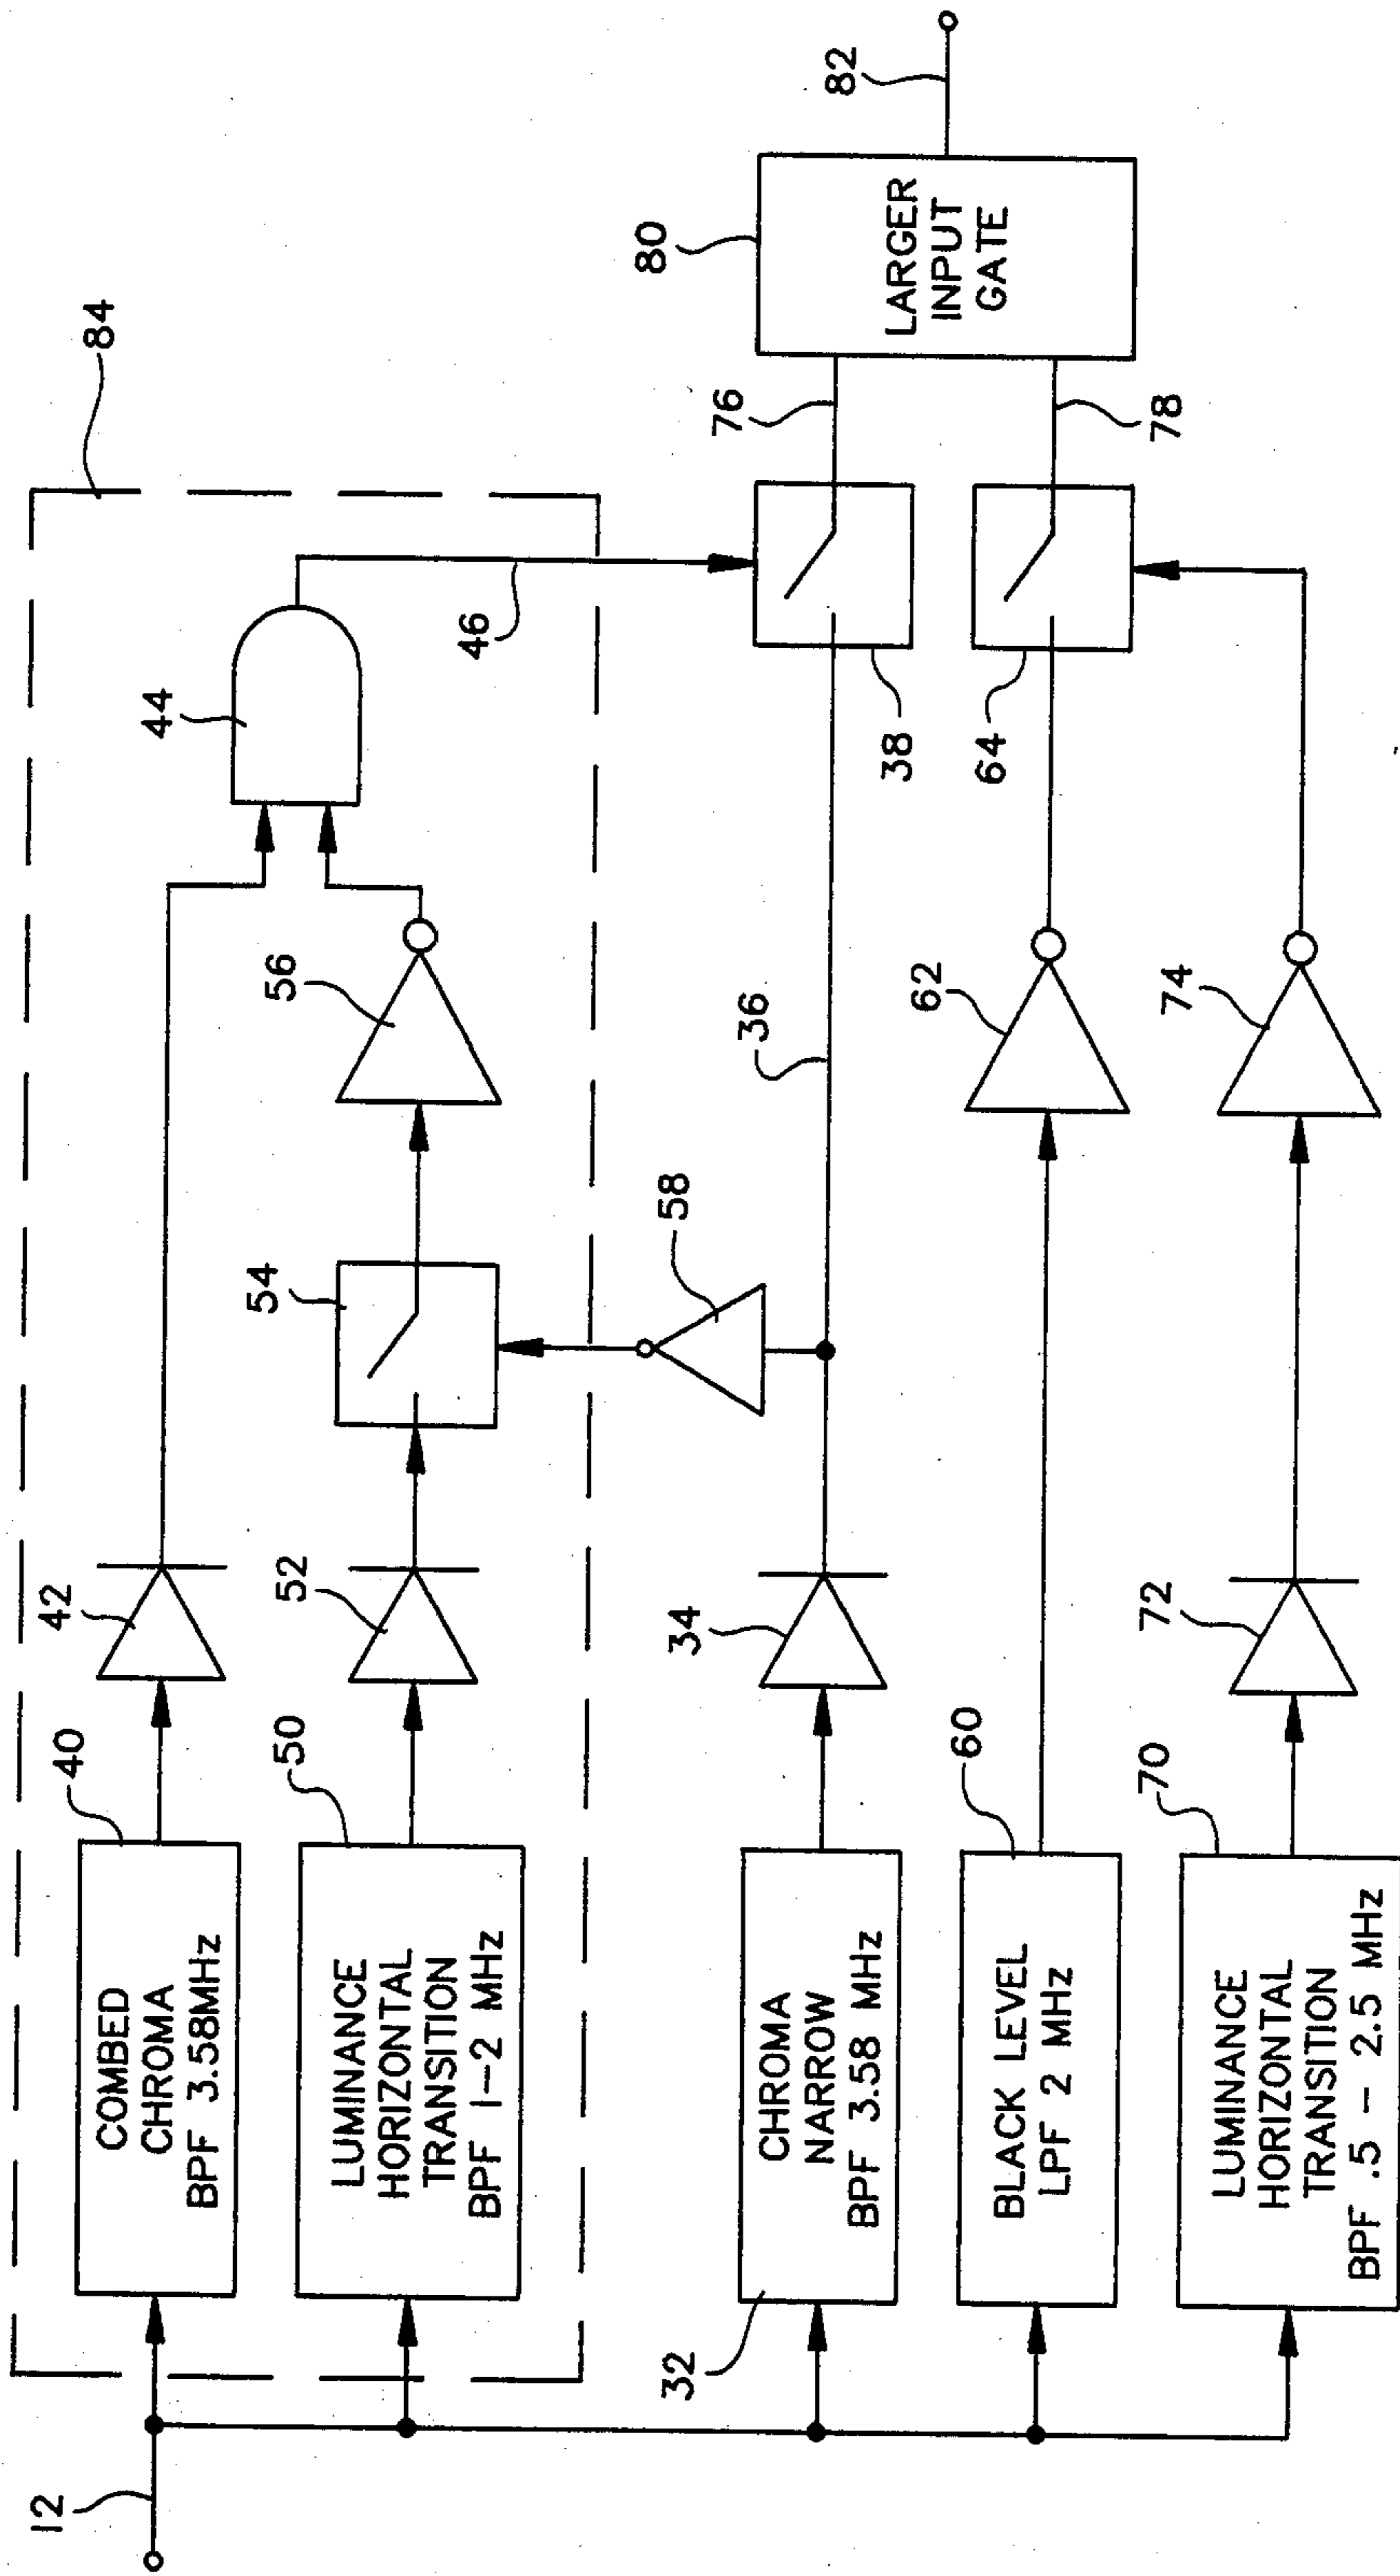 12
84
40
COMBED
CHROMA
BPF 3.58MHz
42
44
46
50
LUMINANCE
HORIZONTAL
TRANSITION
BPF 1-2 MHz
52
54
56
58
32
CHROMA
NARROW
BPF 3.58 MHz
34
36
38
76
80
LARGER
INPUT
GATE
82
60
BLACK LEVEL
LPF 2 MHz
62
64
78
70
LUMINANCE
HORIZONTAL
TRANSITION
BPF .5 - 2.5 MHz
72
74